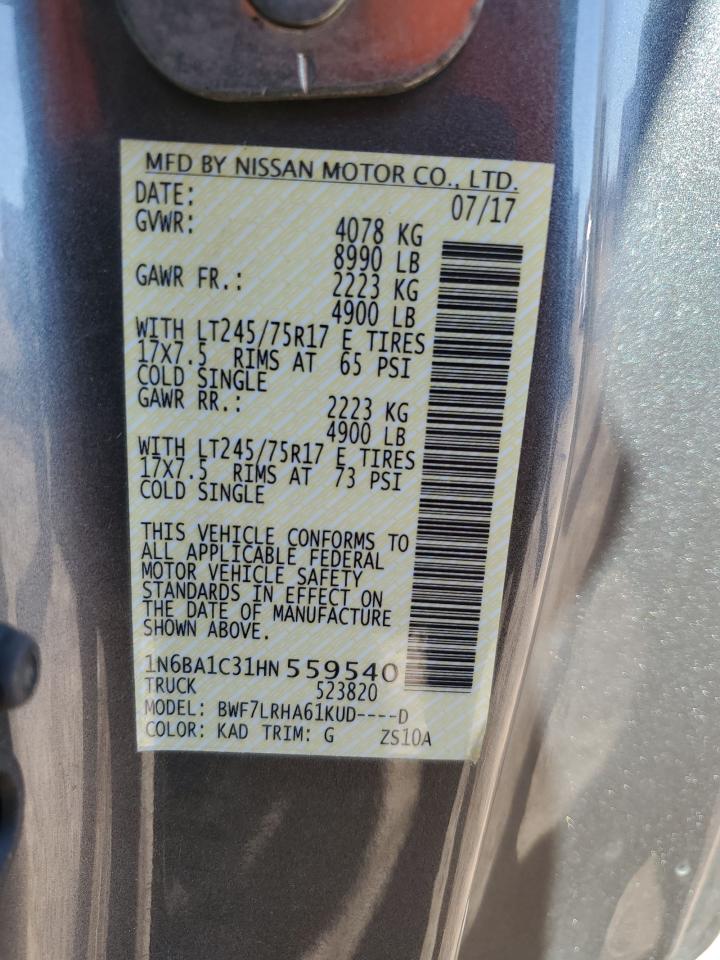 MFD BY NISSAN MOTOR CO., LTD.
DATE: 07/17
GVWR: 4078 KG
8990 LB
GAWR FR.: 2223 KG
4900 LB
WITH LT245/75R17 E TIRES
17X7.5 RIMS AT 65 PSI
COLD SINGLE
GAWR RR.: 2223 KG
4900 LB
WITH LT245/75R17 E TIRES
17X7.5 RIMS AT 73 PSI
COLD SINGLE
THIS VEHICLE CONFORMS TO
ALL APPLICABLE FEDERAL
MOTOR VEHICLE SAFETY
STANDARDS IN EFFECT ON
THE DATE OF MANUFACTURE
SHOWN ABOVE.
1N6BA1C31HN 559540
TRUCK 523820
MODEL: BWF7LRHA61KUD----D
COLOR: KAD TRIM: G ZS10A